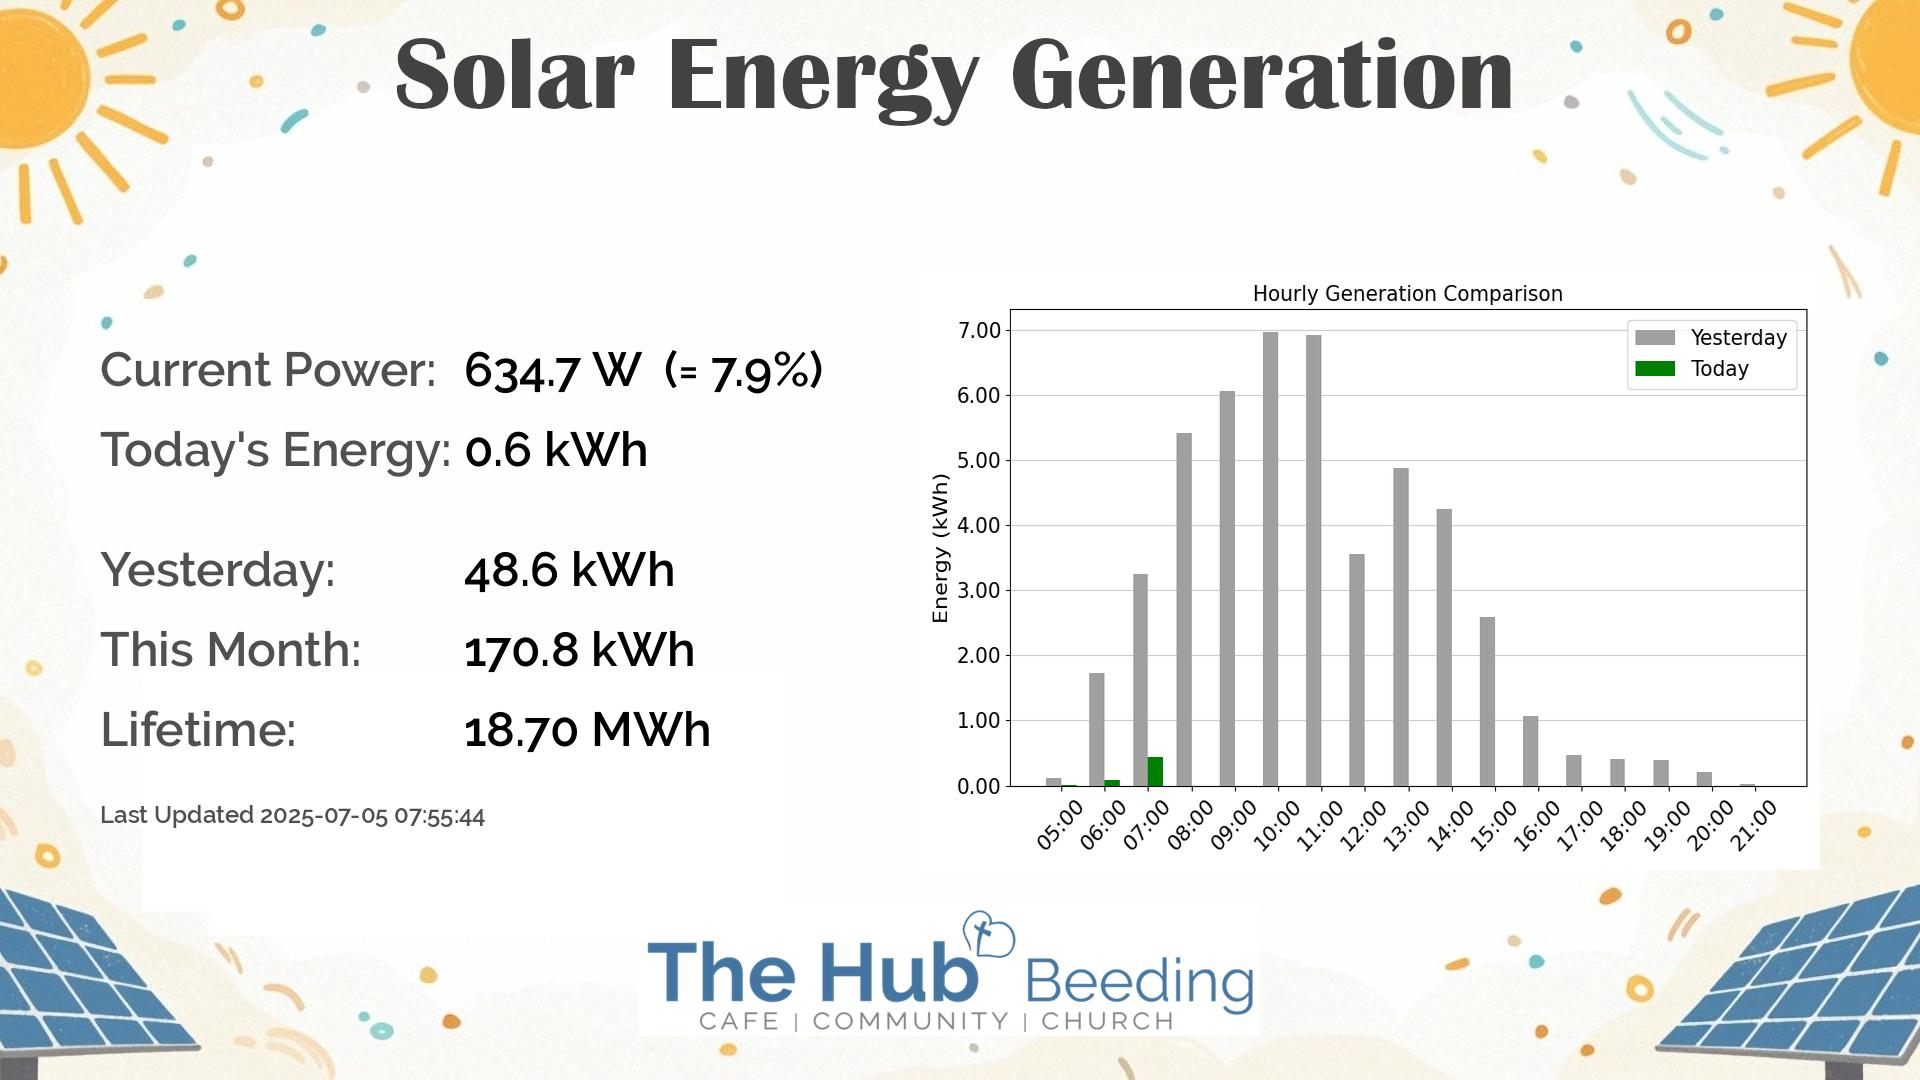 Solar Energy Generation
Current Power: 634.7 W (= 7.9%)
Today's Energy: 0.6 kWh
Yesterday: 48.6 kWh
This Month: 170.8 kWh
Lifetime: 18.70 MWh
Last Updated 2025-07-05 07:55:44
Hourly Generation Comparison
Yesterday
Today
Energy (kWh)
7.00
6.00
5.00
4.00
3.00
2.00
1.00
0.00
05:00 06:00 07:00 08:00 09:00 10:00 11:00 12:00 13:00 14:00 15:00 16:00 17:00 18:00 19:00 20:00 21:00
The Hub Beeding
CAFE | COMMUNITY | CHURCH